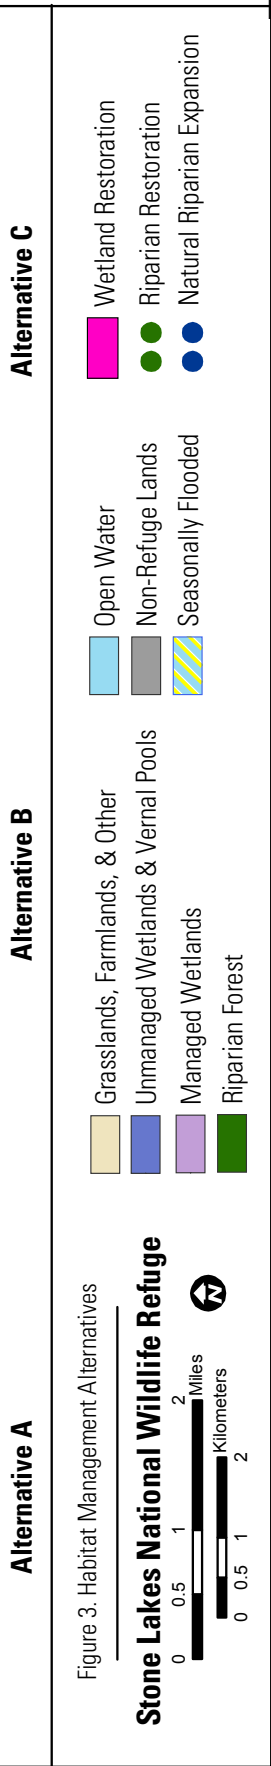 Alternative A
Alternative B
Alternative C
Figure 3. Habitat Management Alternatives
Stone Lakes National Wildlife Refuge
0 0.5 1 2
Miles
Kilometers
0 0.5 1 2
N
Grasslands, Farmlands, & Other
Unmanaged Wetlands & Vernal Pools
Managed Wetlands
Riparian Forest
Open Water
Non-Refuge Lands
Seasonally Flooded
Wetland Restoration
Riparian Restoration
Natural Riparian Expansion